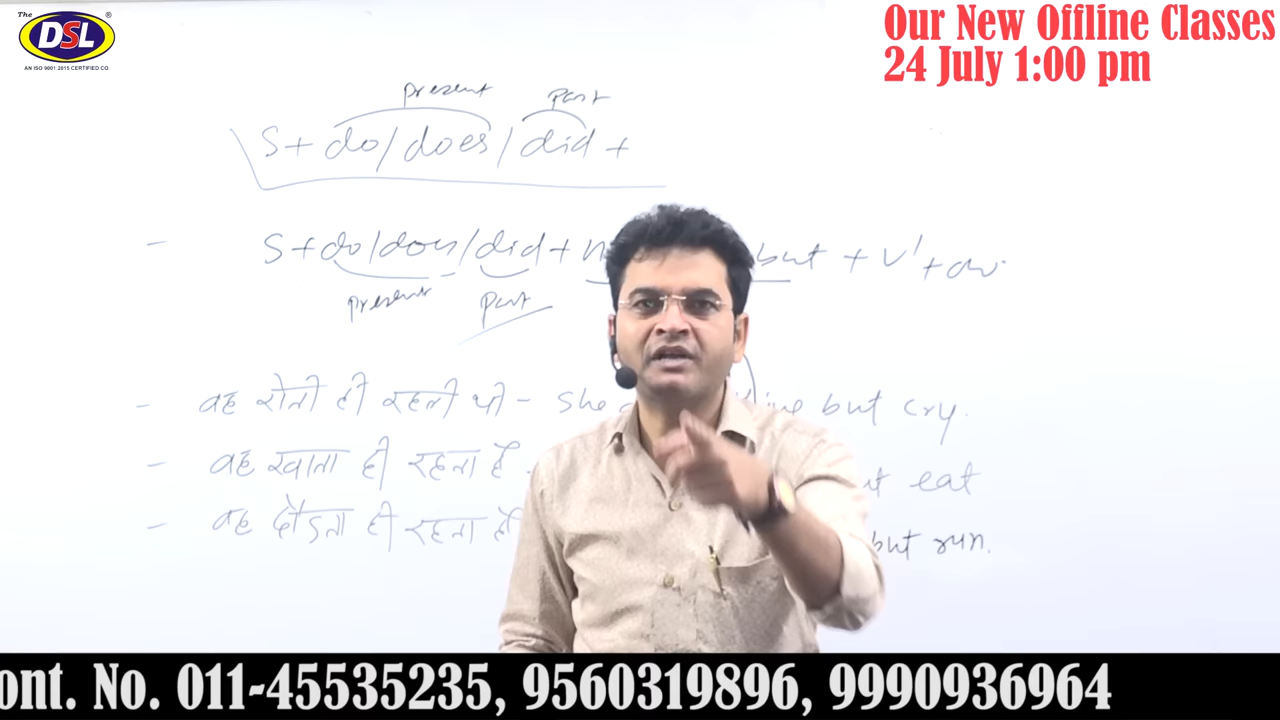 The DSL ®
AN ISO 9001 2015 CERTIFIED CO.
Our New Offline Classes
24 July 1:00 pm
present past
S+ do/does/did +
- S+do/does/did + but + V¹ + ow.
present past
- वह रोती ही रहती थी - She but cry.
- वह खाता ही रहता है - eat
- वह दौड़ता ही रहता but run.
ont. No. 011-45535235, 9560319896, 9990936964